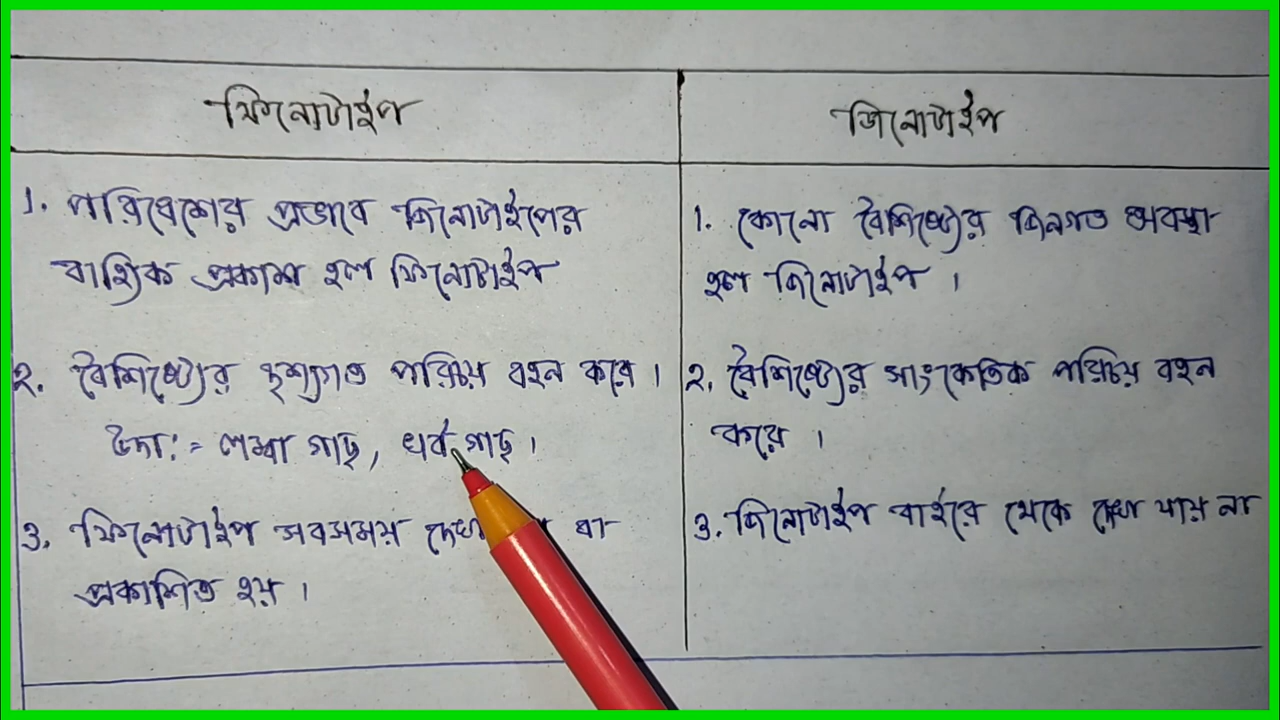 ফিনোটাইপ
জিনোটাইপ
1. পরিবেশের প্রভাবে জিনোটাইপের
বাহ্যিক প্রকাশ হল ফিনোটাইপ
২. বৈশিষ্ট্যের দৃশ্যগত পরিচয় বহন করে ।
উদা:- লম্বা গাছ, খর্ব গাছ ।
3. ফিনোটাইপ সবসময় দেখা বা
প্রকাশিত হয় ।
1. কোনো বৈশিষ্ট্যের জিনগত অবস্থা
হল জিনোটাইপ ।
২. বৈশিষ্ট্যের সাংকেতিক পরিচয় বহন
করে ।
3. জিনোটাইপ বাইরে থেকে দেখা যায় না